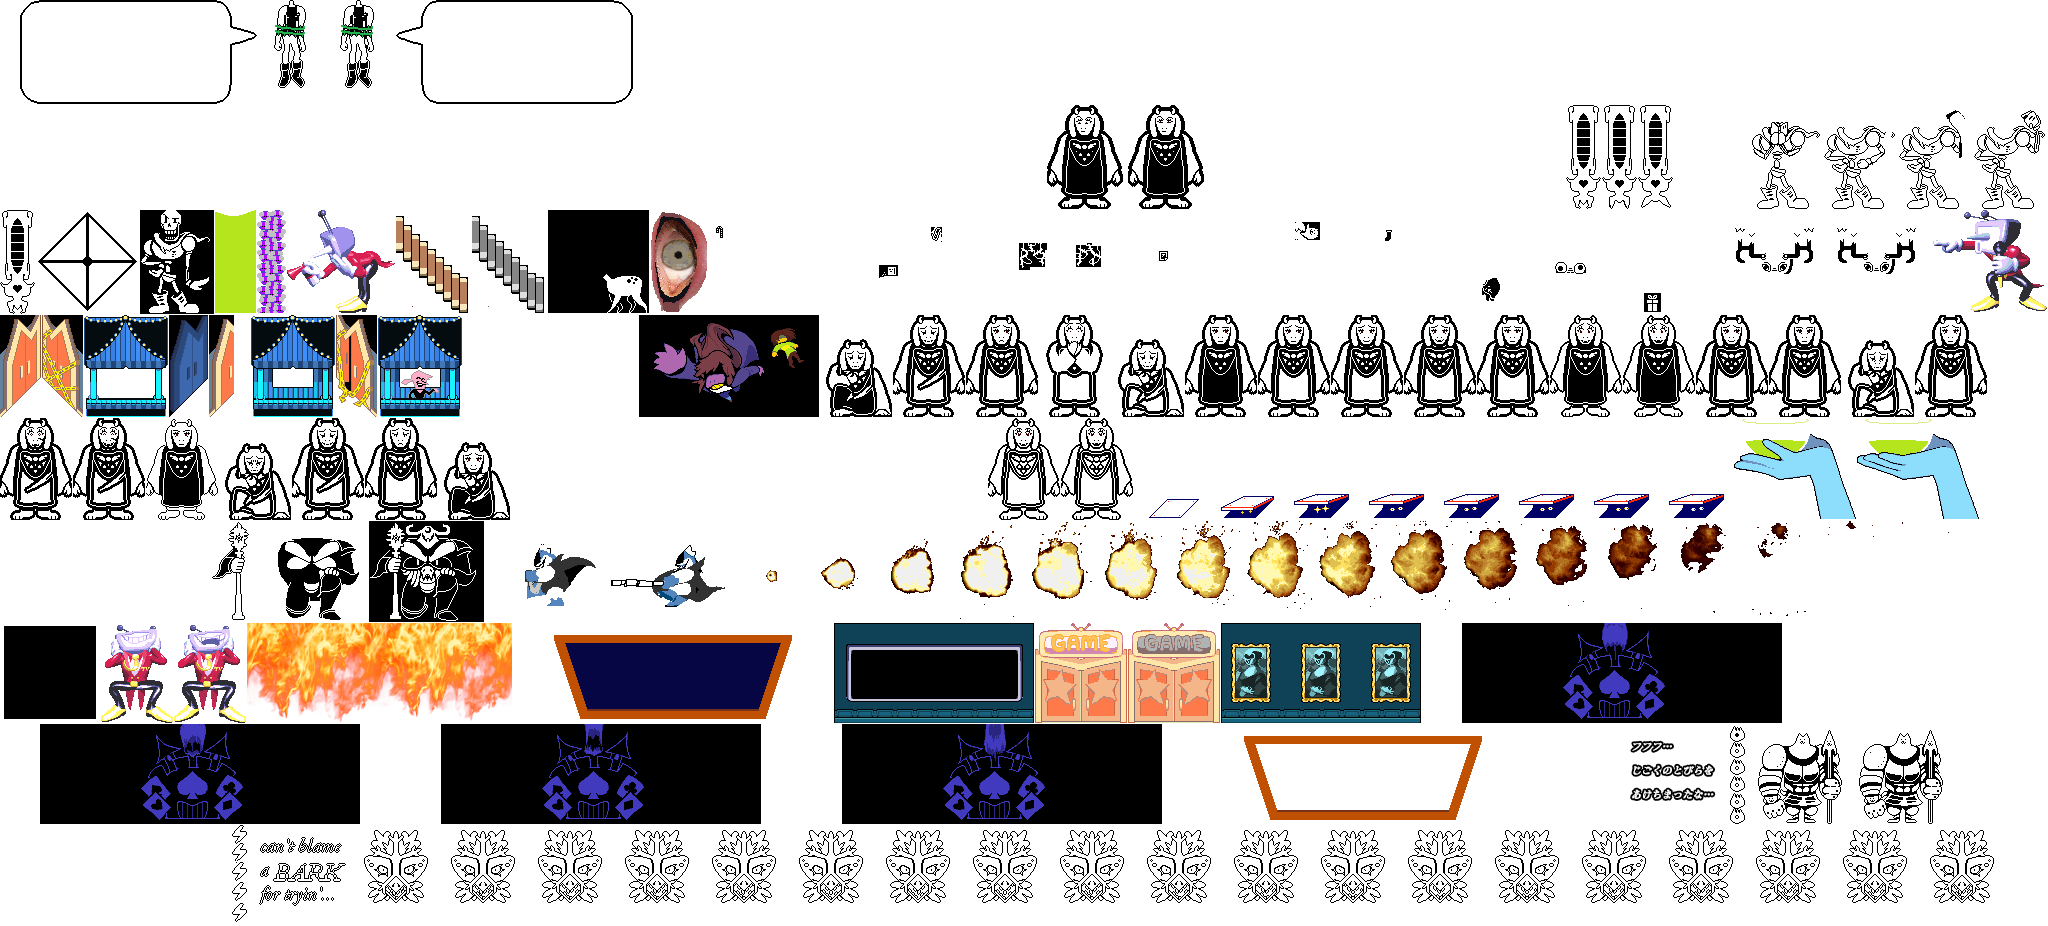 GAME
GAME
フフフ…
じごくのとびらを
あけちまったな…
can't blame
a BARK
for tryin'...